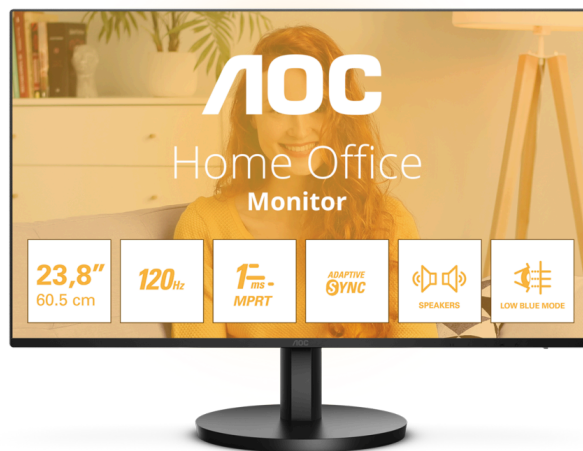 AOC
Home Office
Monitor
23,8”
60.5 cm
120Hz
1ms
MPRT
ADAPTIVE
SYNC
SPEAKERS
LOW BLUE MODE
AOC